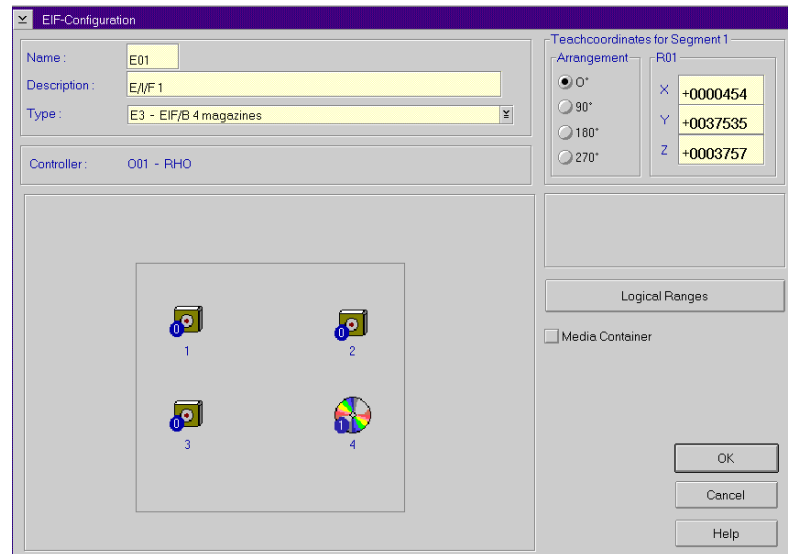 EIF-Configuration
Name :
E01
Description :
E/I/F 1
Type :
E3 - EIF/B 4 magazines
Controller :
O01 - RHO
Teachcoordinates for Segment 1
Arrangement
0°
90°
180°
270°
R01
X +0000454
Y +0037535
Z +0003757
Logical Ranges
Media Container
0
1
0
2
0
3
1
4
OK
Cancel
Help